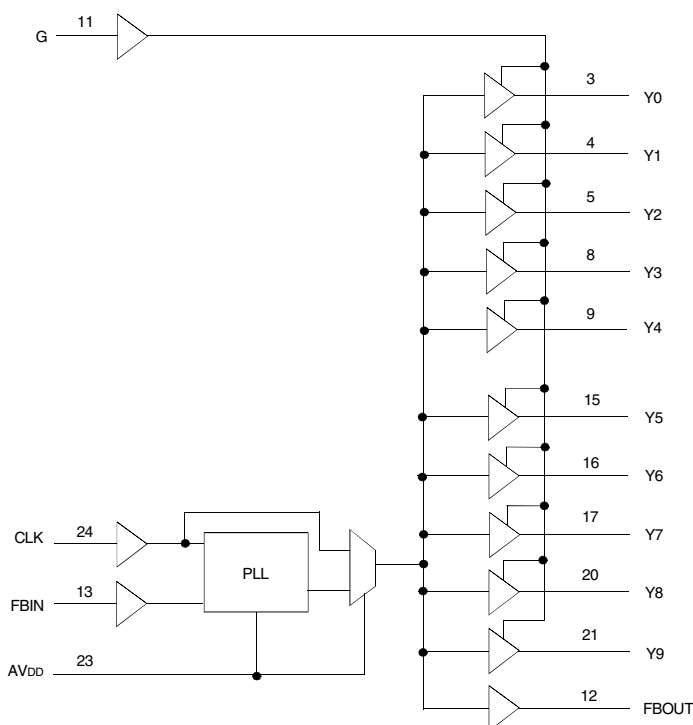 G 11
3 Y0
4 Y1
5 Y2
8 Y3
9 Y4
15 Y5
16 Y6
CLK 24
17 Y7
PLL
FBIN 13
20 Y8
AVDD 23
21 Y9
12 FBOUT